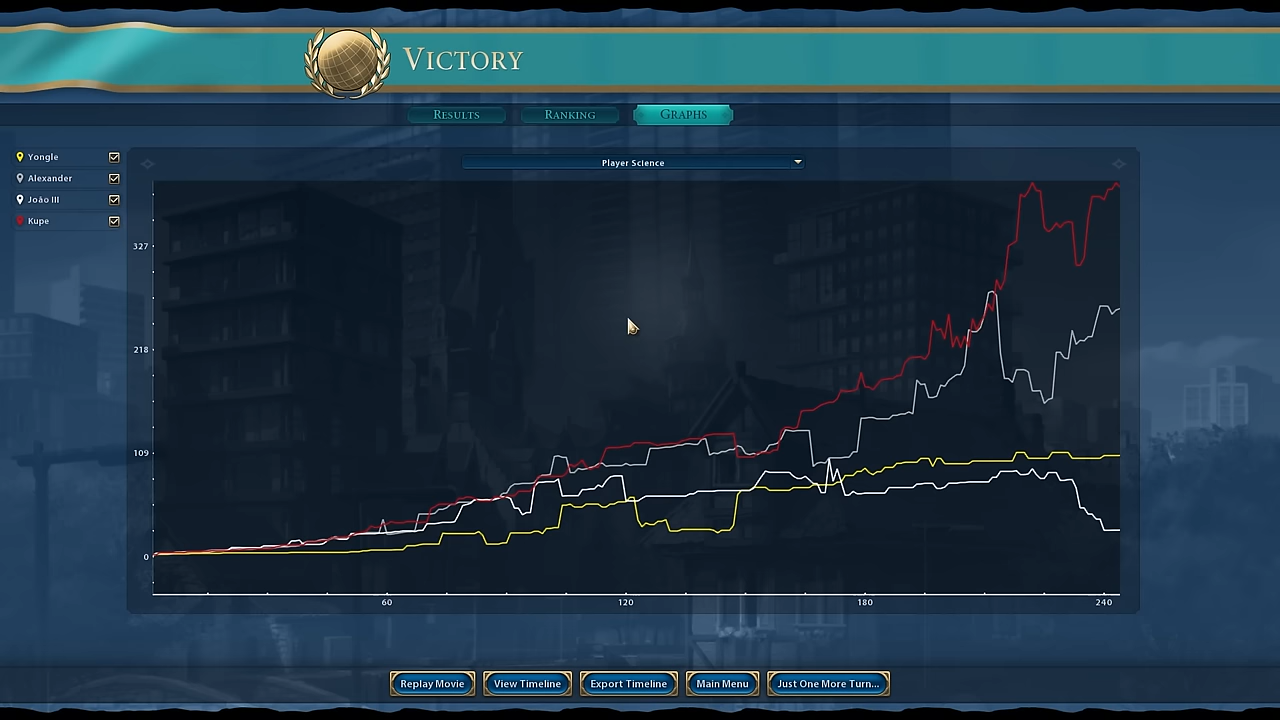 VICTORY
RESULTS
RANKING
GRAPHS
Yongle
Alexander
João III
Kupe
Player Science
327
218
109
0
60
120
180
240
Replay Movie
View Timeline
Export Timeline
Main Menu
Just One More Turn...